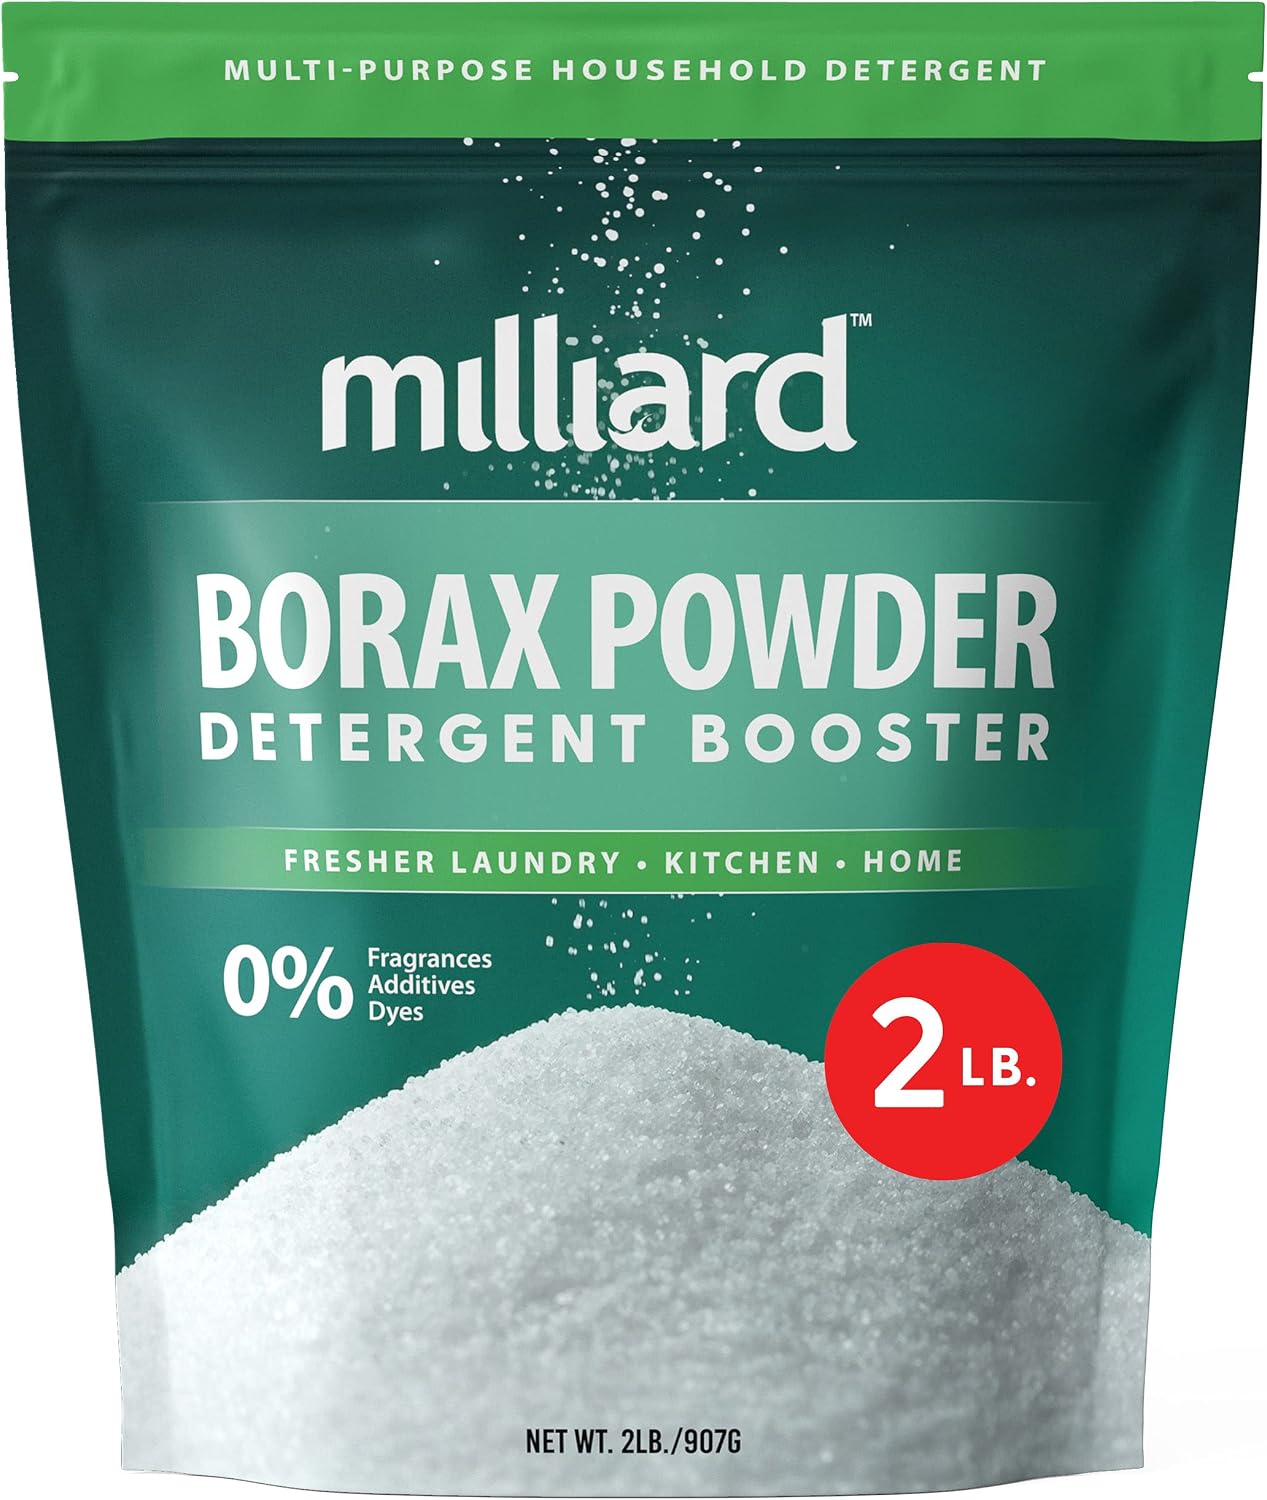 MULTI-PURPOSE HOUSEHOLD DETERGENT
milliard™
BORAX POWDER
DETERGENT BOOSTER
FRESHER LAUNDRY • KITCHEN • HOME
0%
Fragrances
Additives
Dyes
2 LB.
NET WT. 2LB./907G